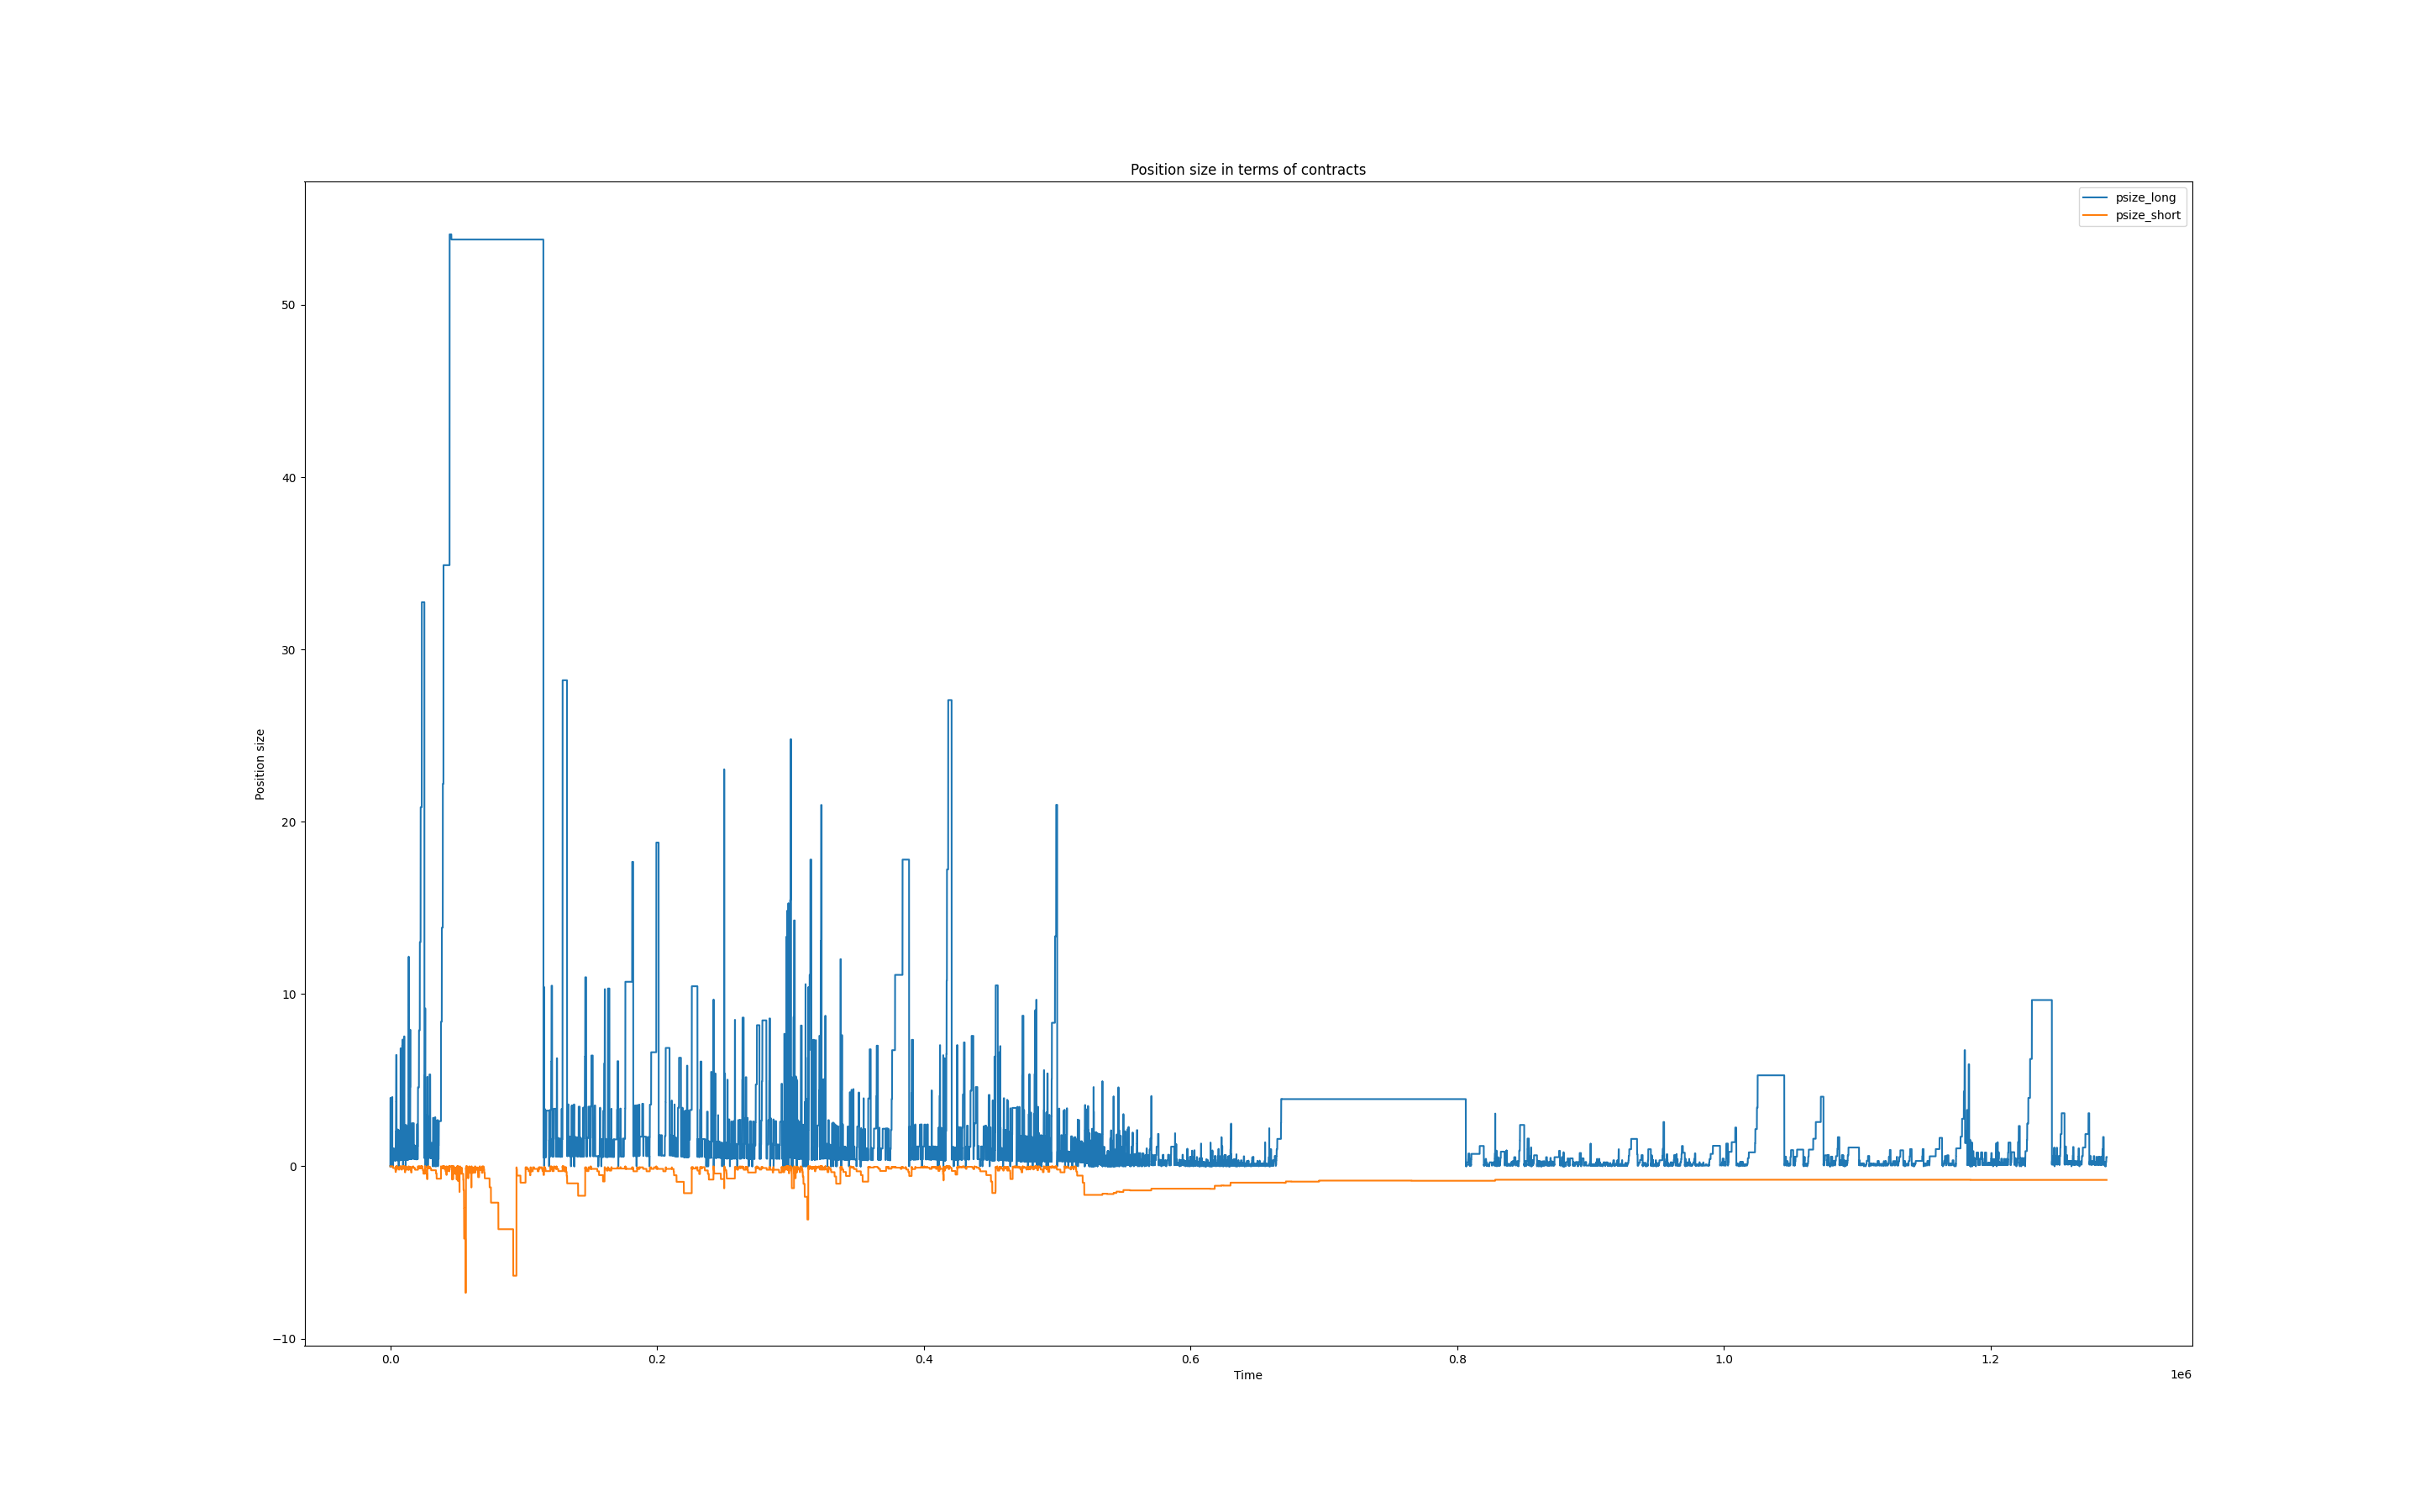 Position size in terms of contracts
psize_long
psize_short
50
40
30
20
10
0
−10
Position size
0.0 0.2 0.4 0.6 0.8 1.0 1.2
Time
1e6